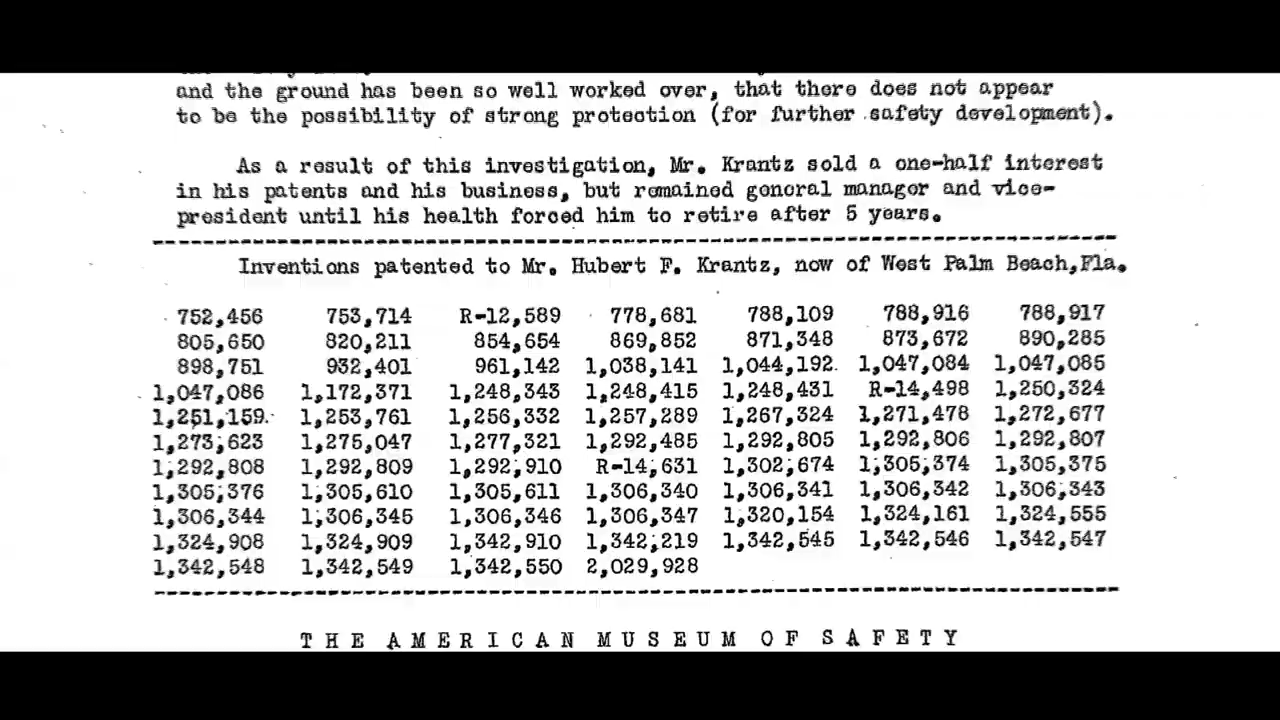 and the ground has been so well worked over, that there does not appear
to be the possibility of strong protection (for further safety development).
As a result of this investigation, Mr. Krantz sold a one-half interest
in his patents and his business, but remained general manager and vice-
president until his health forced him to retire after 5 years.
Inventions patented to Mr. Hubert F. Krantz, now of West Palm Beach, Fla.
752,456 753,714 R-12,589 778,681 788,109 788,916 788,917
805,650 820,211 854,654 869,852 871,348 873,672 890,285
898,751 932,401 961,142 1,038,141 1,044,192 1,047,084 1,047,085
1,047,086 1,172,371 1,248,343 1,248,415 1,248,431 R-14,498 1,250,324
1,251,159 1,253,761 1,256,332 1,257,289 1,267,324 1,271,478 1,272,677
1,273,623 1,275,047 1,277,321 1,292,485 1,292,805 1,292,806 1,292,807
1,292,808 1,292,809 1,292,910 R-14,631 1,302,674 1,305,374 1,305,375
1,305,376 1,305,610 1,305,611 1,306,340 1,306,341 1,306,342 1,306,343
1,306,344 1,306,345 1,306,346 1,306,347 1,320,154 1,324,161 1,324,555
1,324,908 1,324,909 1,342,910 1,342,219 1,342,545 1,342,546 1,342,547
1,342,548 1,342,549 1,342,550 2,029,928
THE AMERICAN MUSEUM OF SAFETY